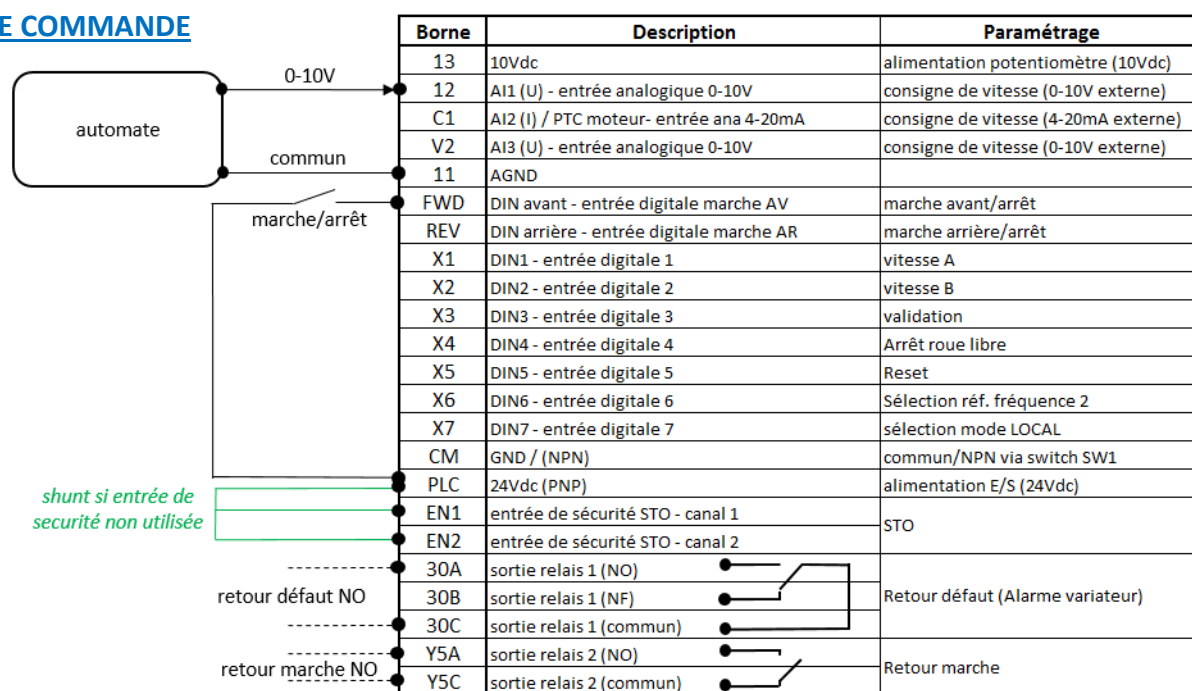 E COMMANDE
Borne Description Paramétrage
13 10Vdc alimentation potentiomètre (10Vdc)
0-10V
12 AI1 (U) - entrée analogique 0-10V consigne de vitesse (0-10V externe)
automate
C1 AI2 (I) / PTC moteur- entrée ana 4-20mA consigne de vitesse (4-20mA externe)
V2 AI3 (U) - entrée analogique 0-10V consigne de vitesse (0-10V externe)
commun
11 AGND
FWD DIN avant - entrée digitale marche AV marche avant/arrêt
marche/arrêt
REV DIN arrière - entrée digitale marche AR marche arrière/arrêt
X1 DIN1 - entrée digitale 1 vitesse A
X2 DIN2 - entrée digitale 2 vitesse B
X3 DIN3 - entrée digitale 3 validation
X4 DIN4 - entrée digitale 4 Arrêt roue libre
X5 DIN5 - entrée digitale 5 Reset
X6 DIN6 - entrée digitale 6 Sélection réf. fréquence 2
X7 DIN7 - entrée digitale 7 sélection mode LOCAL
CM GND / (NPN) commun/NPN via switch SW1
PLC 24Vdc (PNP) alimentation E/S (24Vdc)
shunt si entrée de
securité non utilisée
EN1 entrée de sécurité STO - canal 1
STO
EN2 entrée de sécurité STO - canal 2
30A sortie relais 1 (NO)
retour défaut NO
30B sortie relais 1 (NF) Retour défaut (Alarme variateur)
30C sortie relais 1 (commun)
Y5A sortie relais 2 (NO)
retour marche NO
Retour marche
Y5C sortie relais 2 (commun)